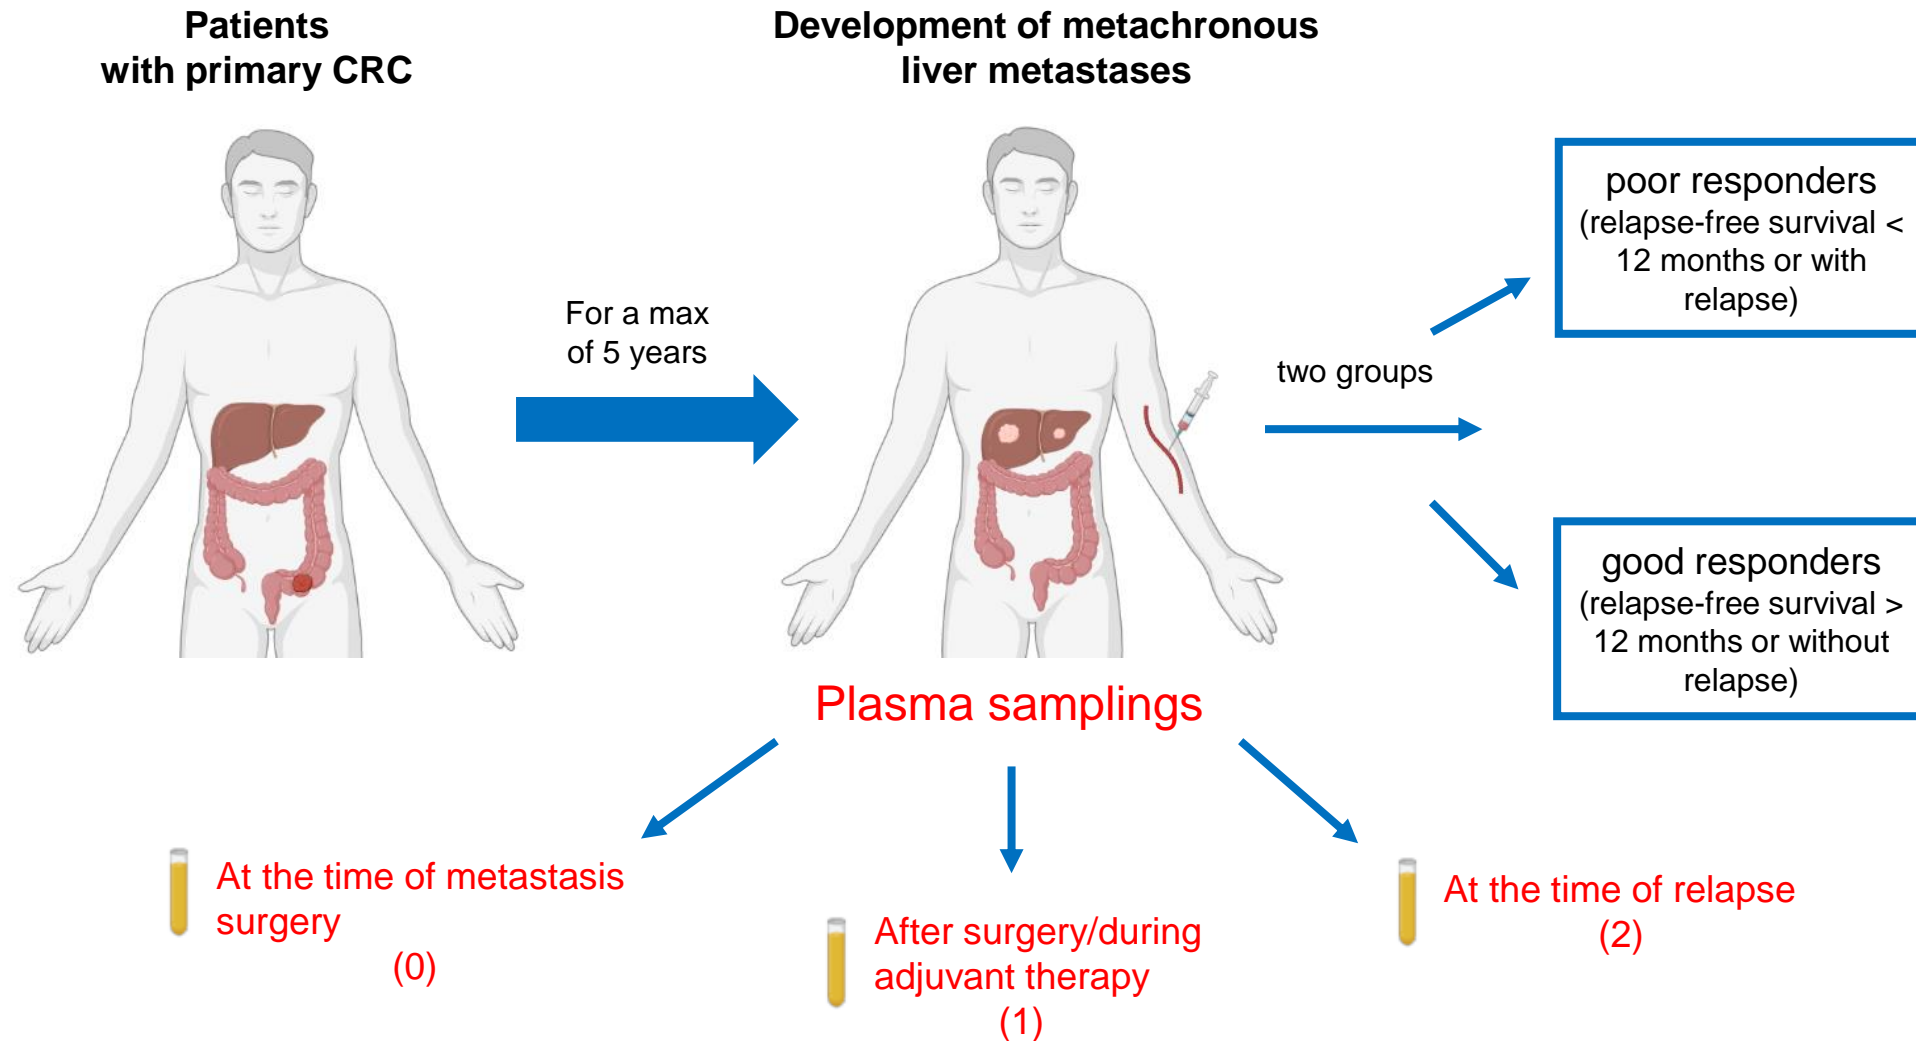 Patients
with primary CRC
Development of metachronous
liver metastases
For a max
of 5 years
two groups
poor responders
(relapse-free survival <
12 months or with
relapse)
good responders
(relapse-free survival >
12 months or without
relapse)
Plasma samplings
At the time of metastasis
surgery
(0)
After surgery/during
adjuvant therapy
(1)
At the time of relapse
(2)